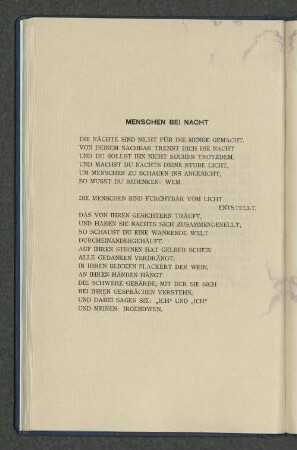 MENSCHEN BEI NACHT
DIE NÄCHTE SIND NICHT FÜR DIE MENGE GEMACHT.
VON DEINEM NACHBAR TRENNT DICH DIE NACHT
UND DU SOLLST IHN NICHT SUCHEN TROTZDEM.
UND MACHST DU NACHTS DEINE STUBE LICHT,
UM MENSCHEN ZU SCHAUEN INS ANGESICHT,
SO MUSST DU BEDENKEN: WEM.
DIE MENSCHEN SIND FURCHTBAR VOM LICHT
ENTSTELLT,
DAS VON IHREN GESICHTERN TRÄUFT,
UND HABEN SIE NACHTS SICH ZUSAMMENGESELLT,
SO SCHAUST DU EINE WANKENDE WELT
DURCHEINANDERGEHÄUFT.
AUF IHREN STIRNEN HAT GELBER SCHEIN
ALLE GEDANKEN VERDRÄNGT,
IN IHREN BLICKEN FLACKERT DER WEIN,
AN IHREN HÄNDEN HÄNGT
DIE SCHWERE GEBÄRDE, MIT DER SIE SICH
BEI IHREN GESPRÄCHEN VERSTEHN,
UND DABEI SAGEN SIE: „ICH“ UND „ICH“
UND MEINEN: IRGENDWEN.